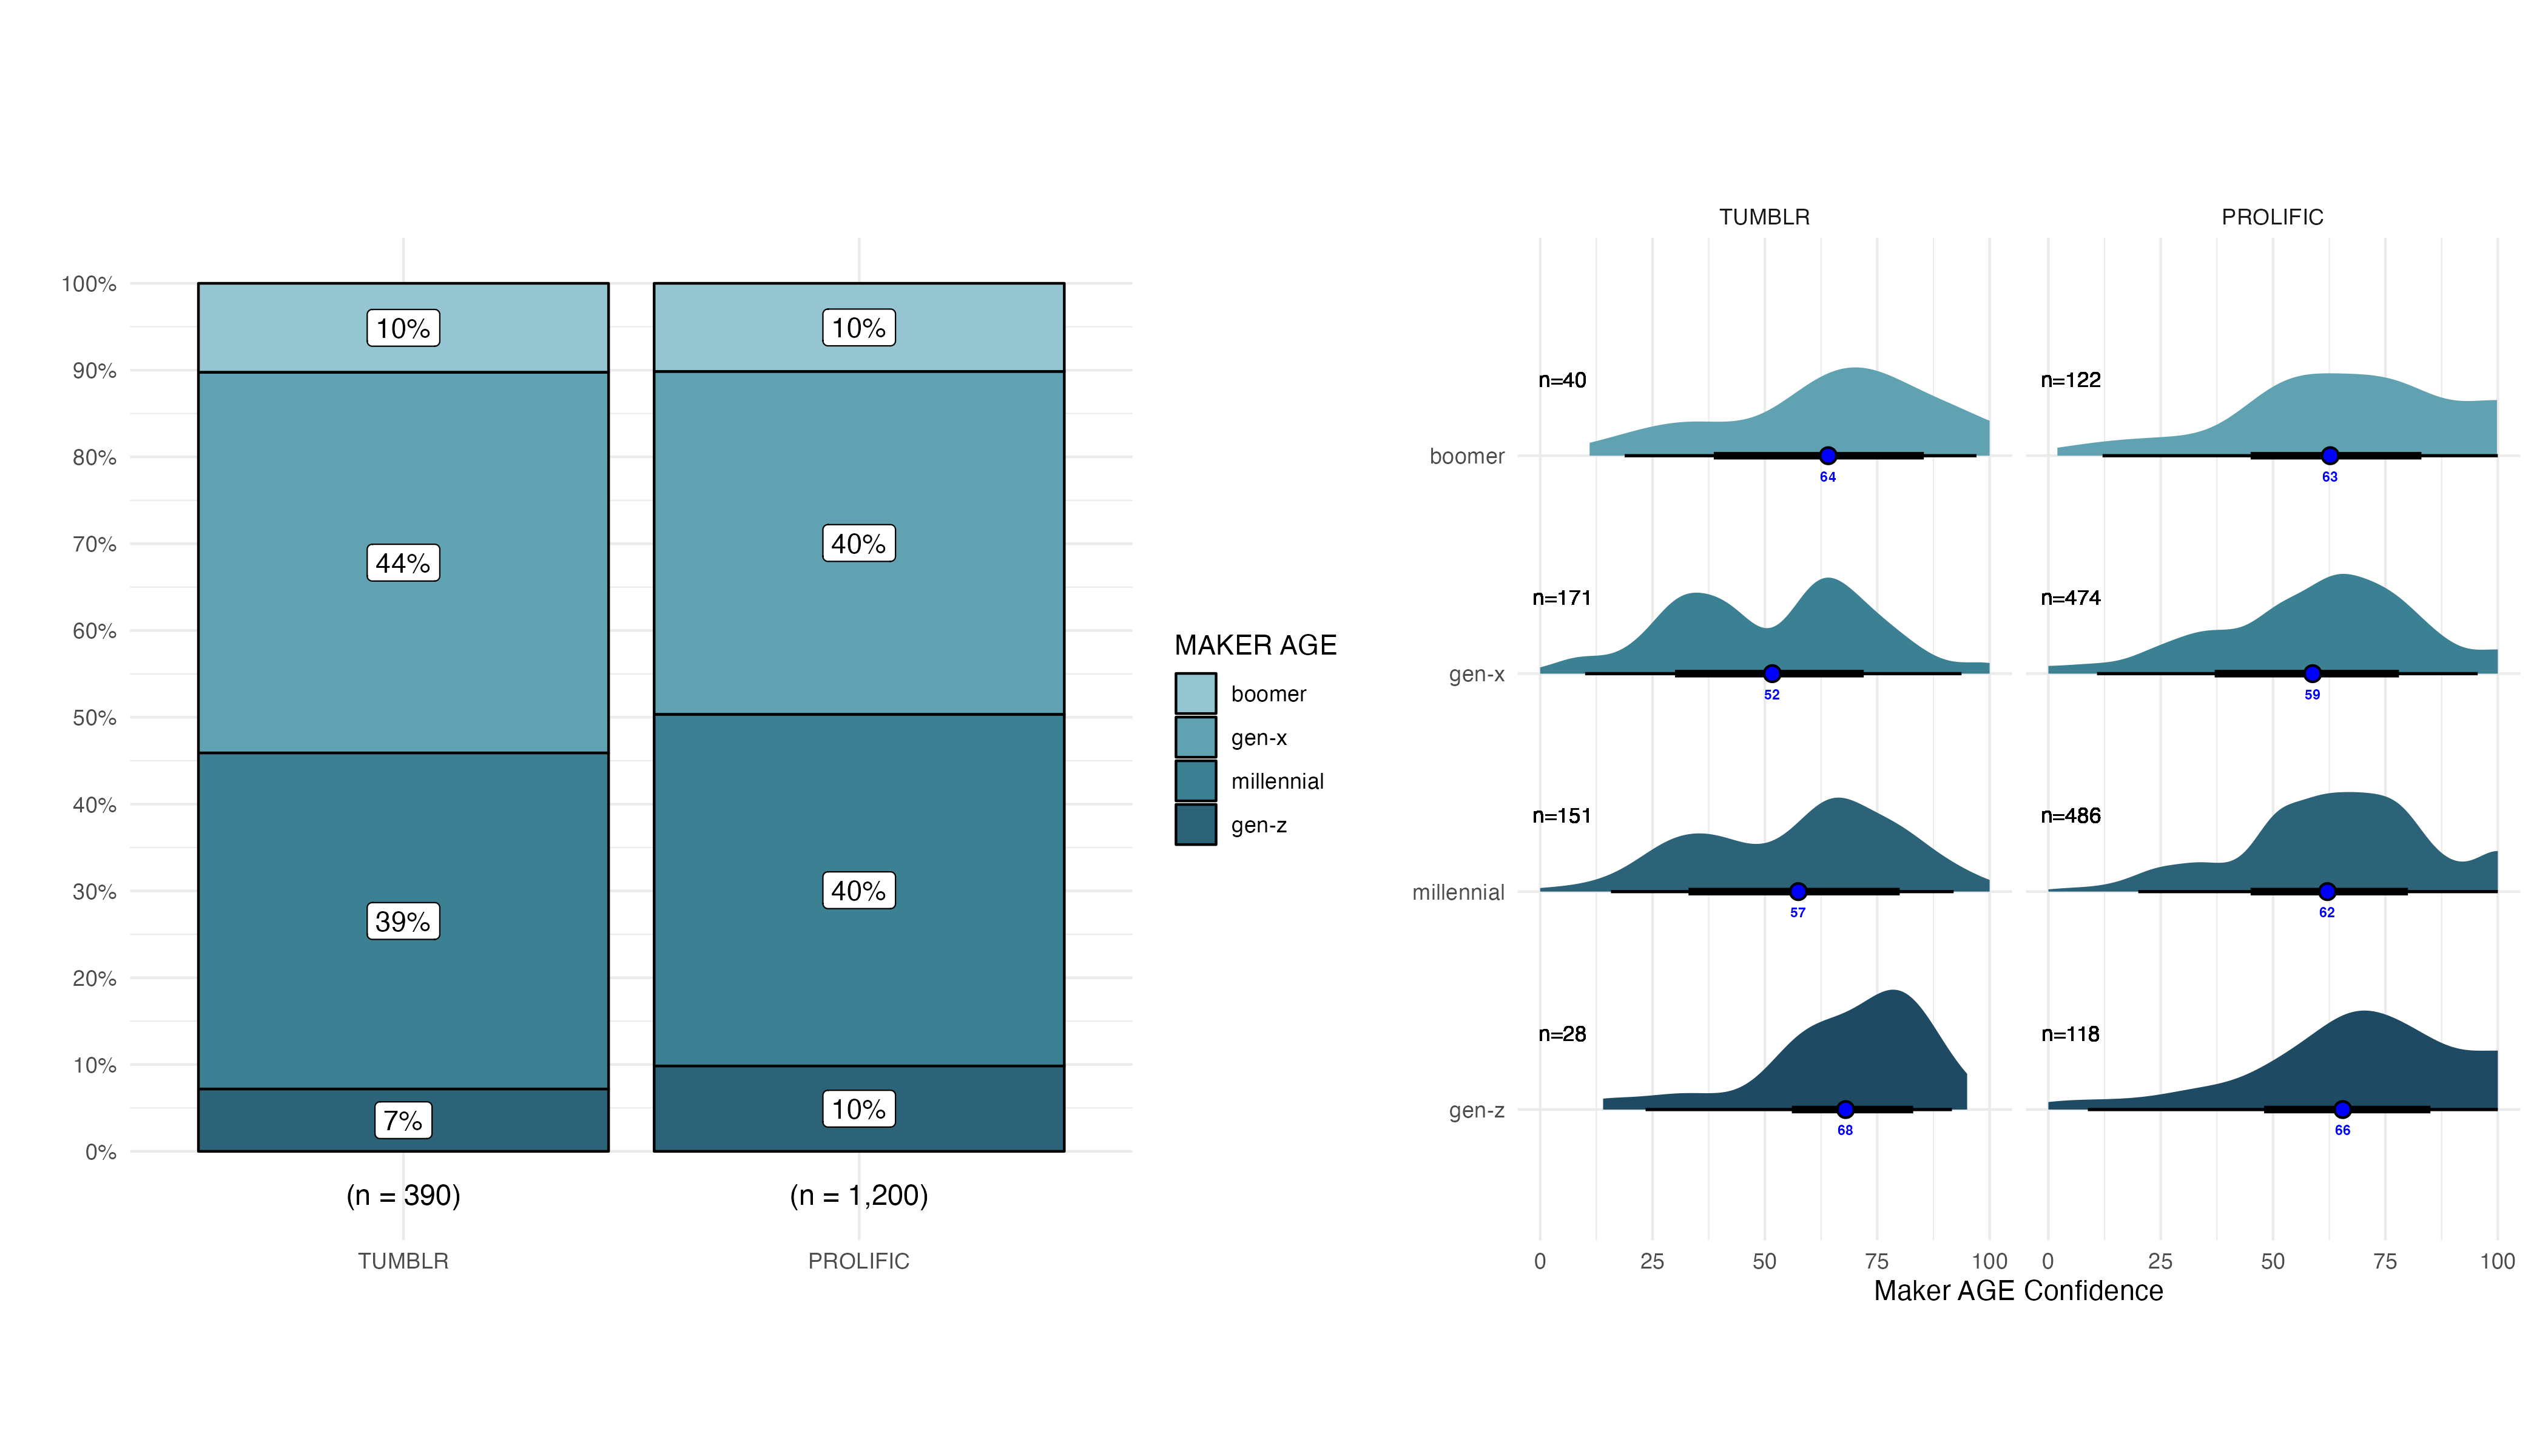 100%
90%
80%
70%
60%
50%
40%
30%
20%
10%
0%
10%
44%
39%
7%
10%
40%
40%
10%
(n = 390)
(n = 1,200)
TUMBLR
PROLIFIC
MAKER AGE
boomer
gen-x
millennial
gen-z
TUMBLR
PROLIFIC
boomer
n=40
64
n=122
63
gen-x
n=171
52
n=474
59
millennial
n=151
57
n=486
62
gen-z
n=28
68
n=118
66
0 25 50 75 100
0 25 50 75 100
Maker AGE Confidence